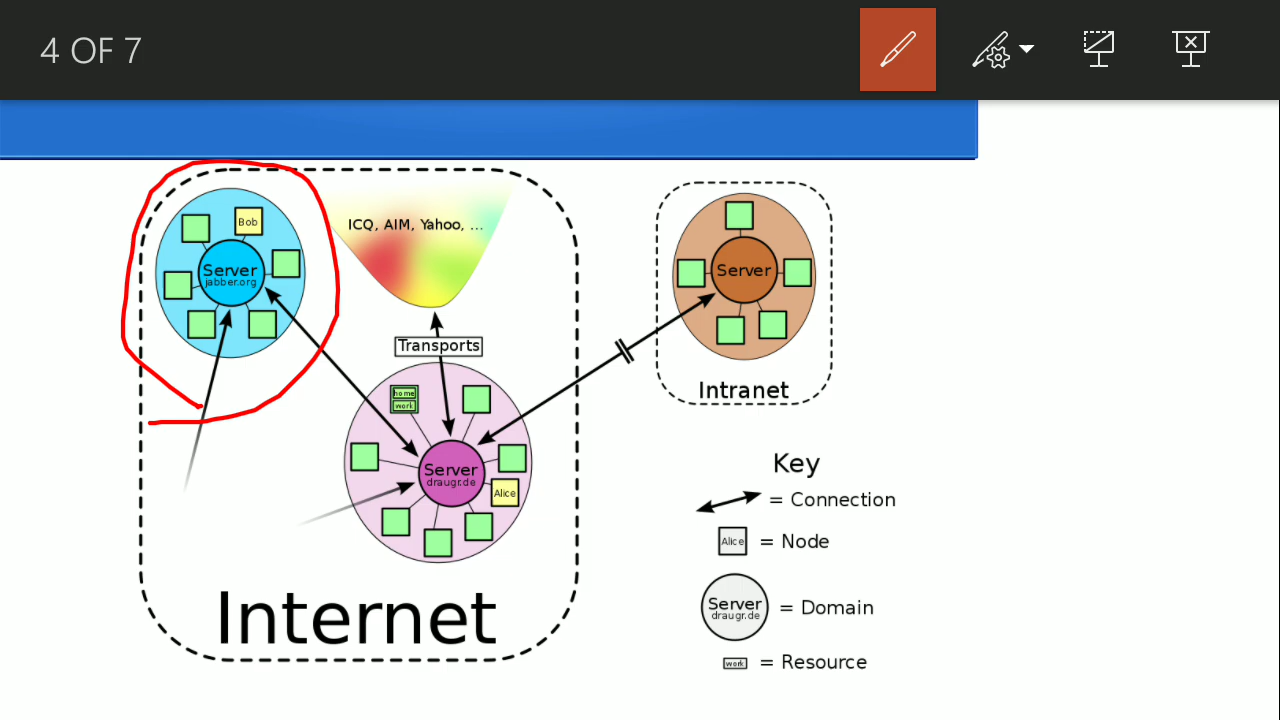 4 OF 7
ICQ, AIM, Yahoo, ...
Bob
Server
jabber.org
Server
Transports
home
work
Intranet
Server
draugr.de
Alice
Key
= Connection
Alice = Node
Server
draugr.de
= Domain
work = Resource
Internet